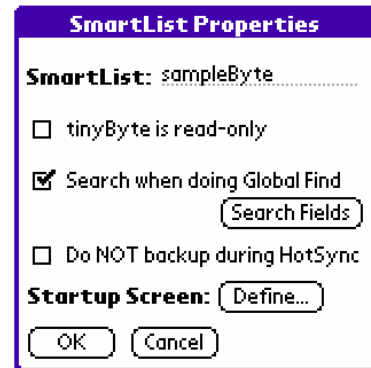 SmartList Properties
SmartList: sampleByte
tinyByte is read-only
Search when doing Global Find
Search Fields
Do NOT backup during HotSync
Startup Screen: Define...
OK Cancel